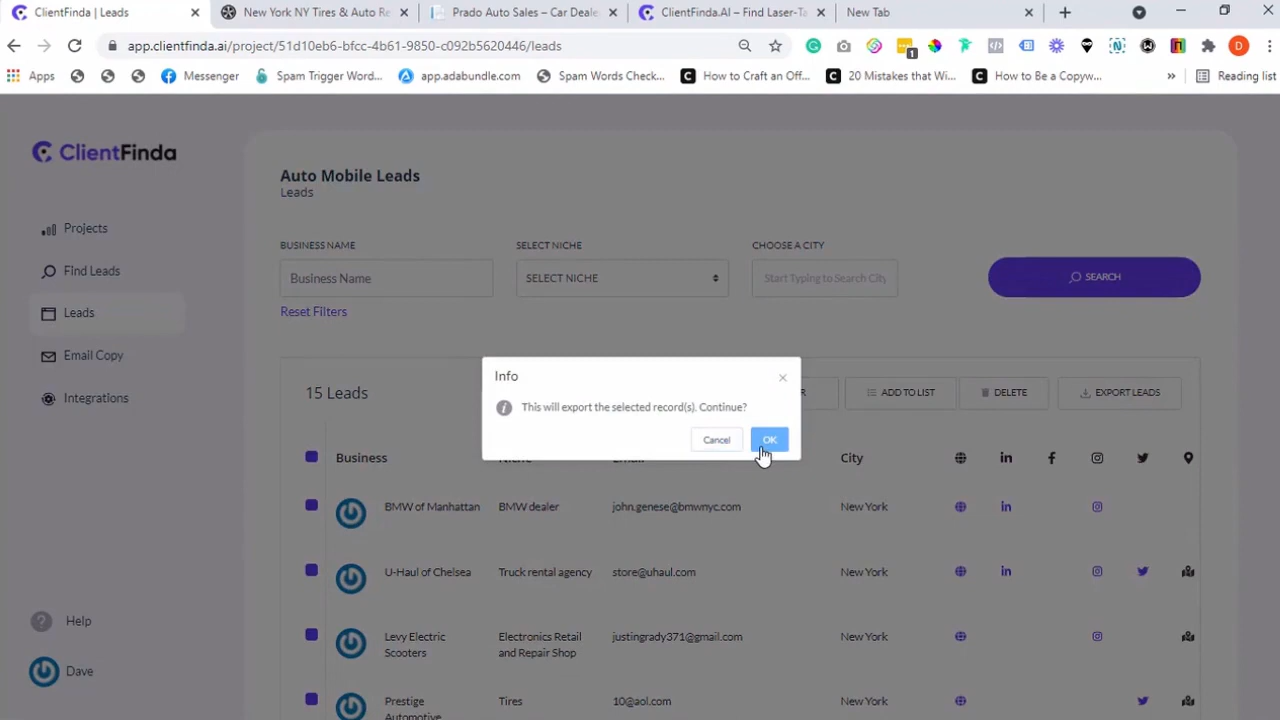 ClientFinda | Leads
New York NY Tires & Auto Re
Prado Auto Sales – Car Deale
ClientFinda.AI – Find Laser-Ta
New Tab
app.clientfinda.ai/project/51d10eb6-bfcc-4b61-9850-c092b5620446/leads
1
D
Apps
Messenger
Spam Trigger Word...
app.adabundle.com
Spam Words Check...
How to Craft an Off...
20 Mistakes that Wi...
How to Be a Copyw...
»
Reading list
ClientFinda
Projects
Find Leads
Leads
Email Copy
Integrations
Help
Dave
Auto Mobile Leads
Leads
BUSINESS NAME
SELECT NICHE
CHOOSE A CITY
Business Name
SELECT NICHE
Start Typing to Search City
SEARCH
Reset Filters
15 Leads
ADD TO LIST
DELETE
EXPORT LEADS
Info
This will export the selected record(s). Continue?
Cancel
OK
Business
City
BMW of Manhattan
BMW dealer
john.genese@bmwnyc.com
New York
U-Haul of Chelsea
Truck rental agency
store@uhaul.com
New York
Levy Electric
Scooters
Electronics Retail
and Repair Shop
justingrady371@gmail.com
New York
Prestige
Automotive
Tires
10@aol.com
New York